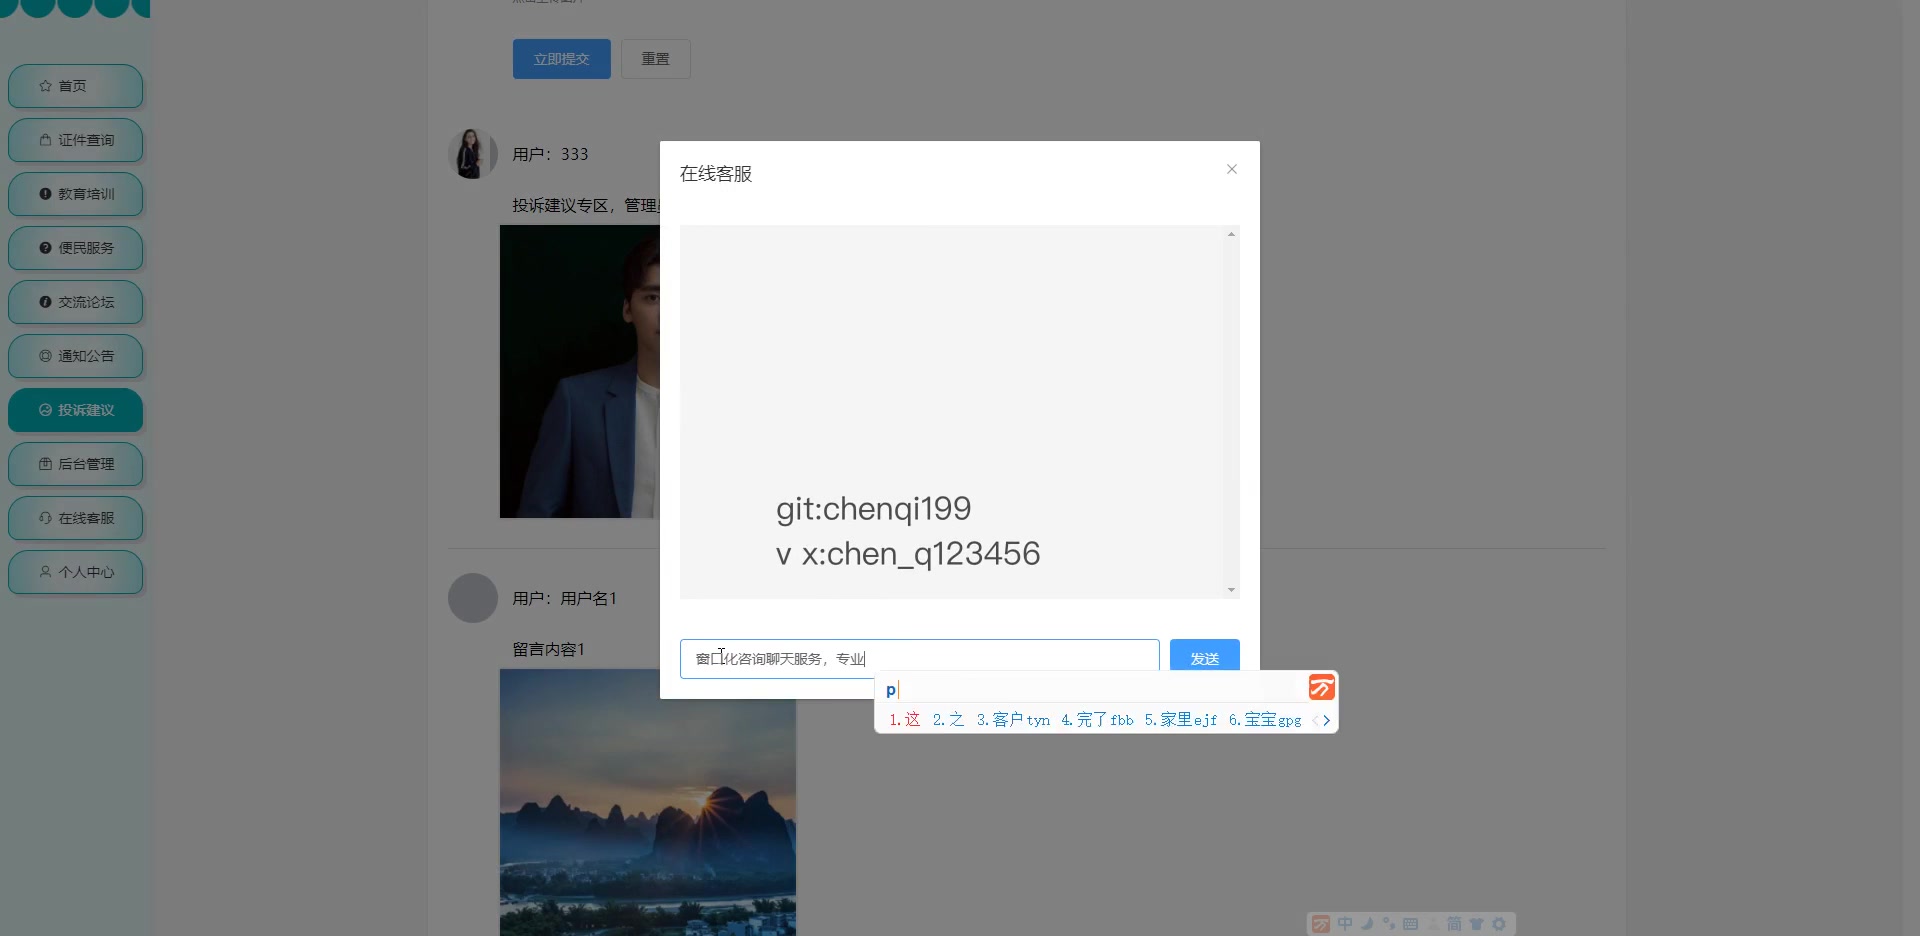 立即提交
重置
首页
证件查询
教育培训
便民服务
交流论坛
通知公告
投诉建议
后台管理
在线客服
个人中心
用户：333
投诉建议专区，管理
在线客服
git:chenqi199
v x:chen_q123456
用户：用户名1
留言内容1
窗口化咨询聊天服务，专业
发送
p
1.这 2.之 3.客户tyn 4.完了fbb 5.家里ejf 6.宝宝gpg
中 简